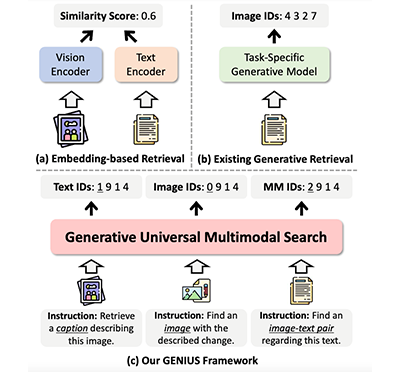 Similarity Score: 0.6
Image IDs: 4 3 2 7
Vision
Encoder
Text
Encoder
Task-Specific
Generative Model
(a) Embedding-based Retrieval
(b) Existing Generative Retrieval
Text IDs: 1 9 1 4
Image IDs: 0 9 1 4
MM IDs: 2 9 1 4
Generative Universal Multimodal Search
Instruction: Retrieve
a caption describing
this image.
Instruction: Find an
image with the
described change.
Instruction: Find an
image-text pair
regarding this text.
(c) Our GENIUS Framework